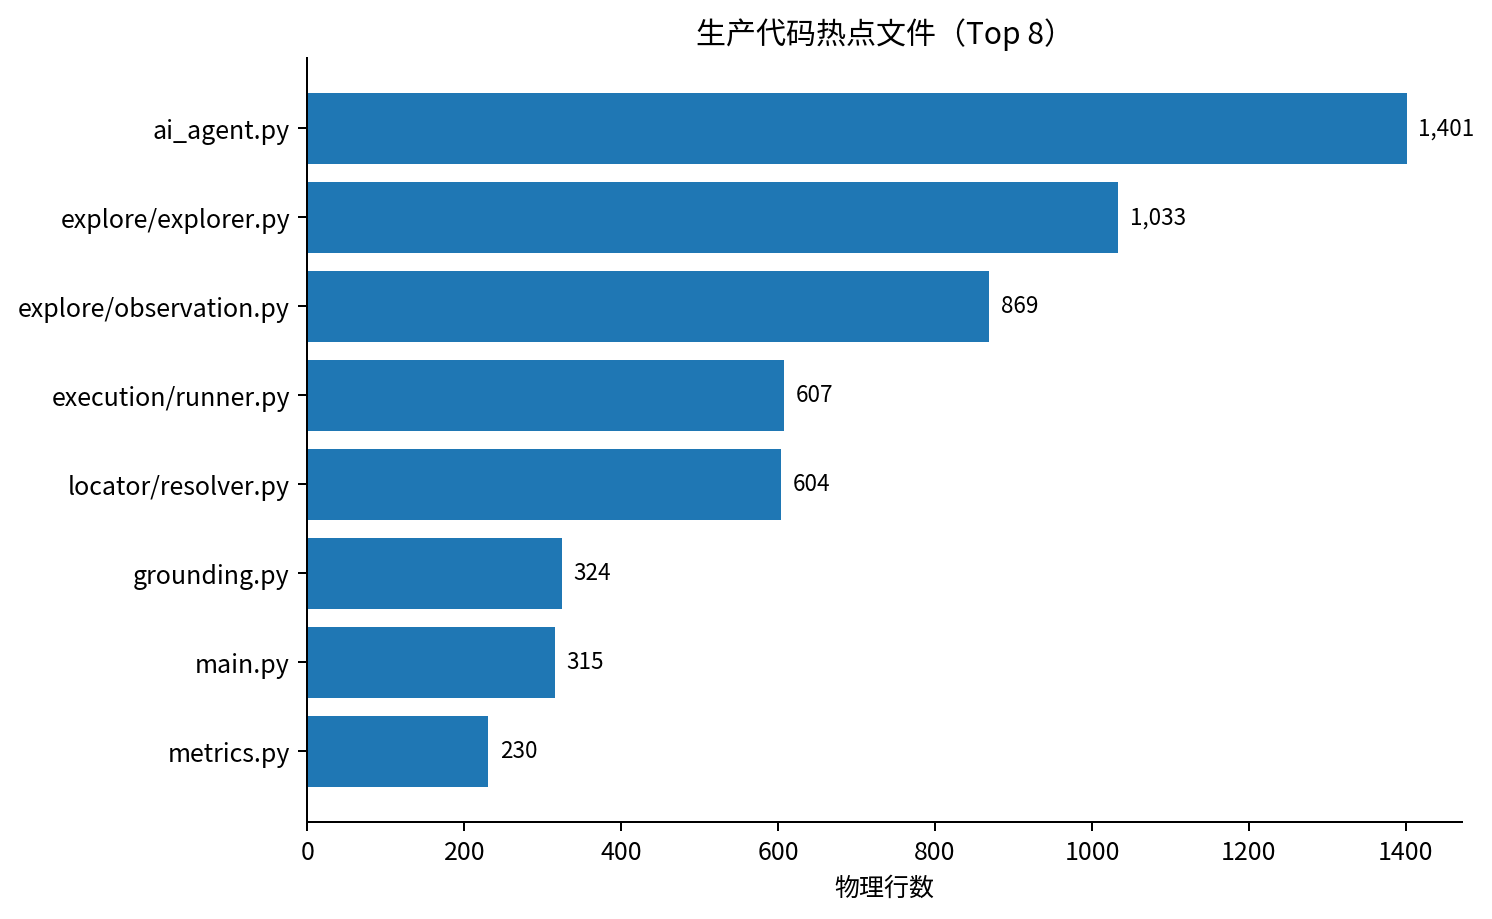 生产代码热点文件（Top 8）
ai_agent.py
1,401
explore/explorer.py
1,033
explore/observation.py
869
execution/runner.py
607
locator/resolver.py
604
grounding.py
324
main.py
315
metrics.py
230
0 200 400 600 800 1000 1200 1400
物理行数